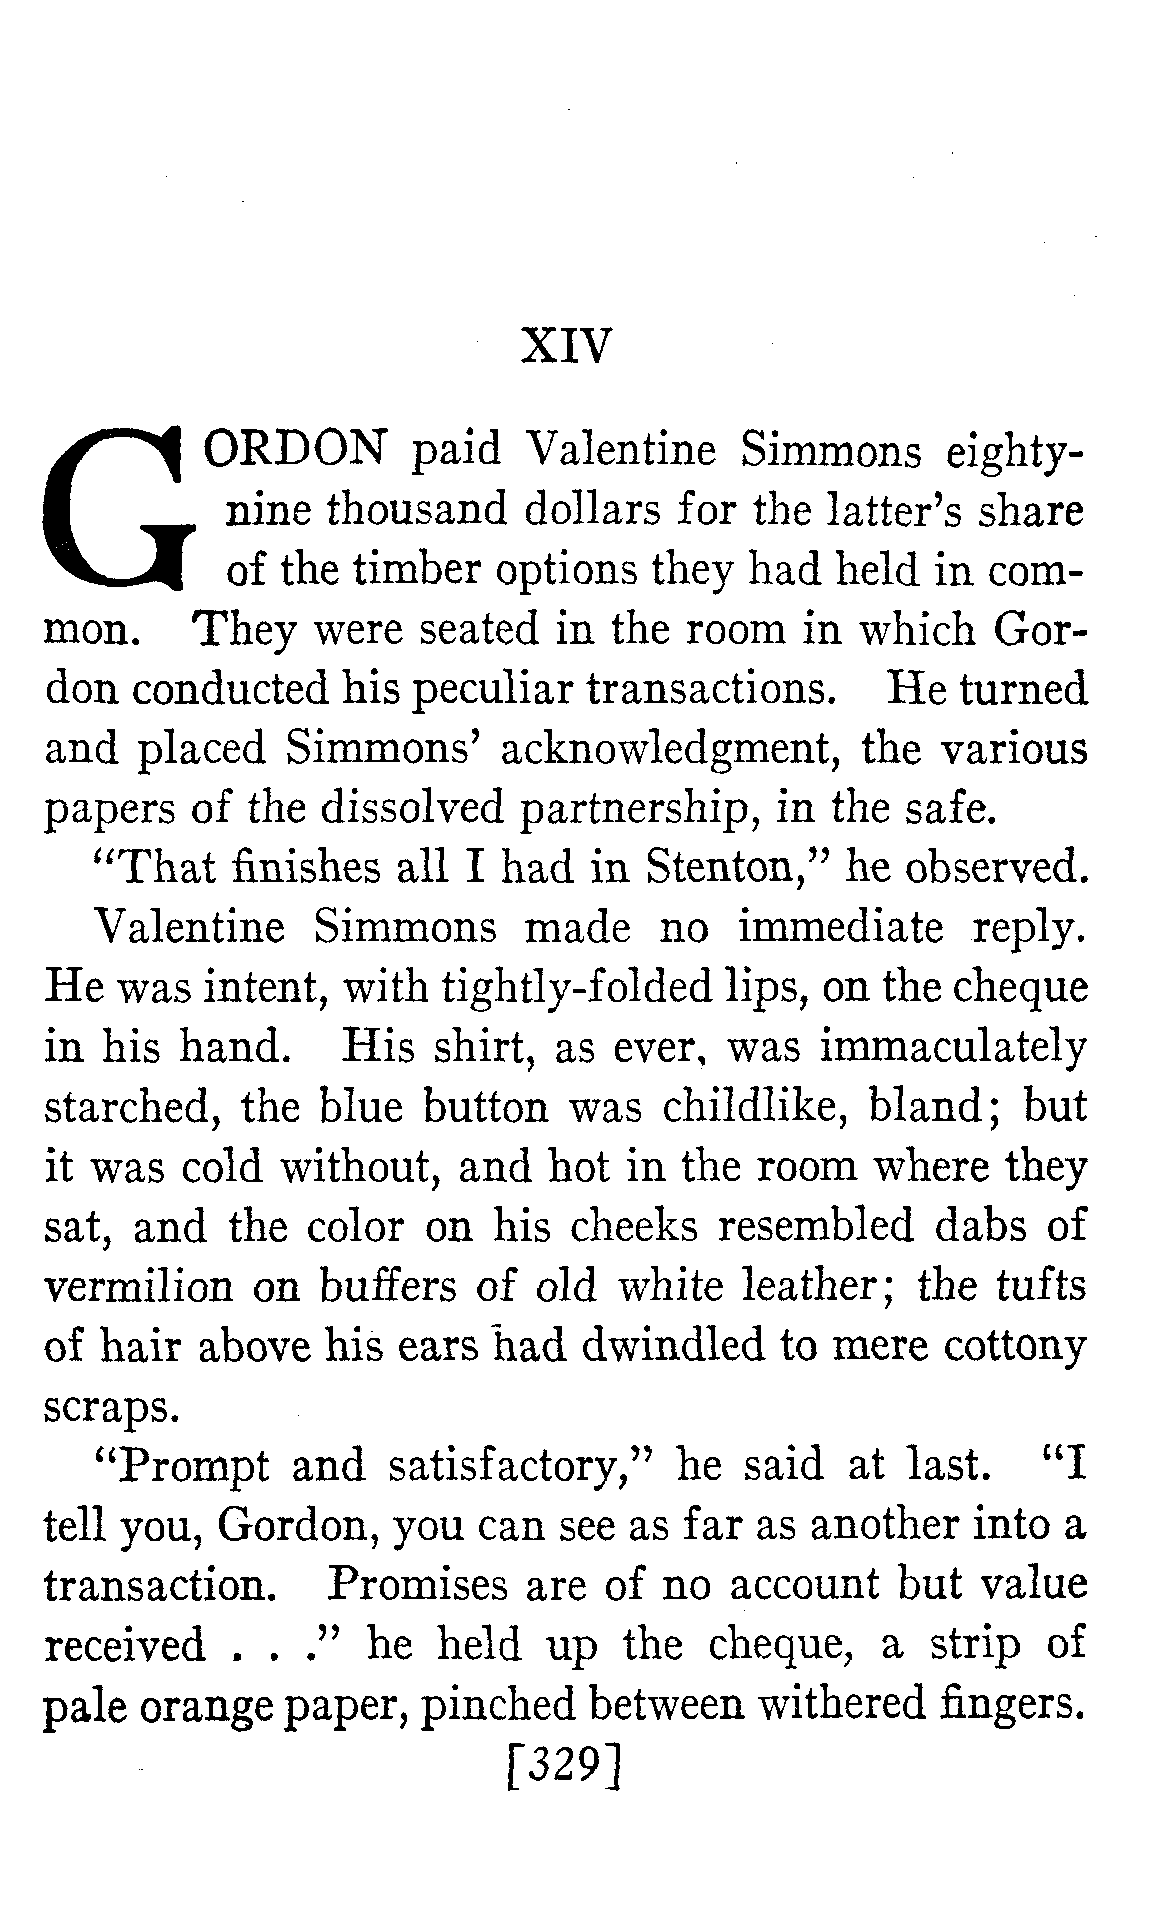 XIV
GORDON paid Valentine Simmons eighty-
nine thousand dollars for the latter's share
of the timber options they had held in com-
mon. They were seated in the room in which Gor-
don conducted his peculiar transactions. He turned
and placed Simmons' acknowledgment, the various
papers of the dissolved partnership, in the safe.
"That finishes all I had in Stenton," he observed.
Valentine Simmons made no immediate reply.
He was intent, with tightly-folded lips, on the cheque
in his hand. His shirt, as ever, was immaculately
starched, the blue button was childlike, bland; but
it was cold without, and hot in the room where they
sat, and the color on his cheeks resembled dabs of
vermilion on buffers of old white leather; the tufts
of hair above his ears had dwindled to mere cottony
scraps.
"Prompt and satisfactory," he said at last. "I
tell you, Gordon, you can see as far as another into a
transaction. Promises are of no account but value
received . . ." he held up the cheque, a strip of
pale orange paper, pinched between withered fingers.
[329]